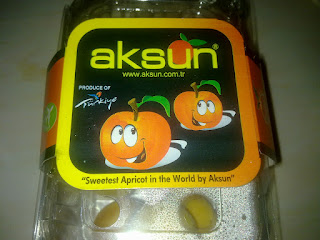 aksun
www.aksun.com.tr
PRODUCE OF
Türkiye
"Sweetest Apricot in the World by Aksun"